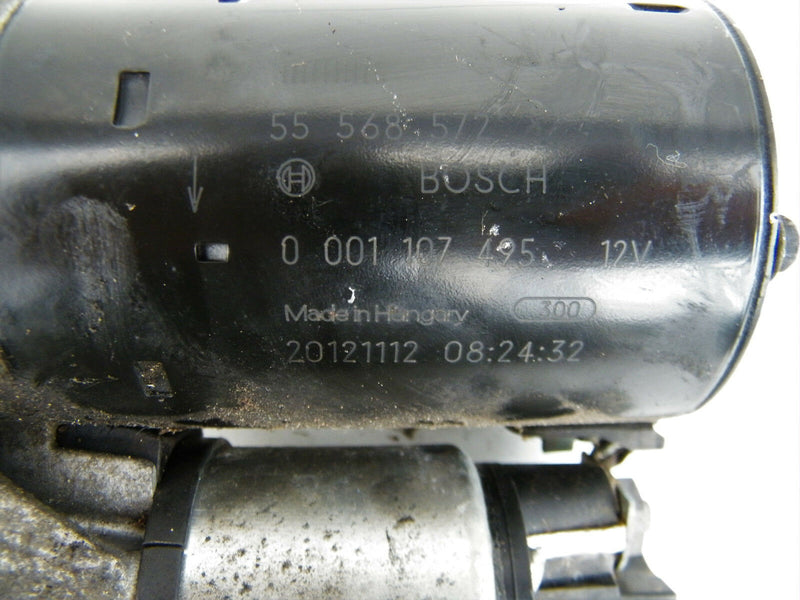 55 568 572
BOSCH
0 001 107 495 12V
Made in Hungary 300
20121112 08:24:32